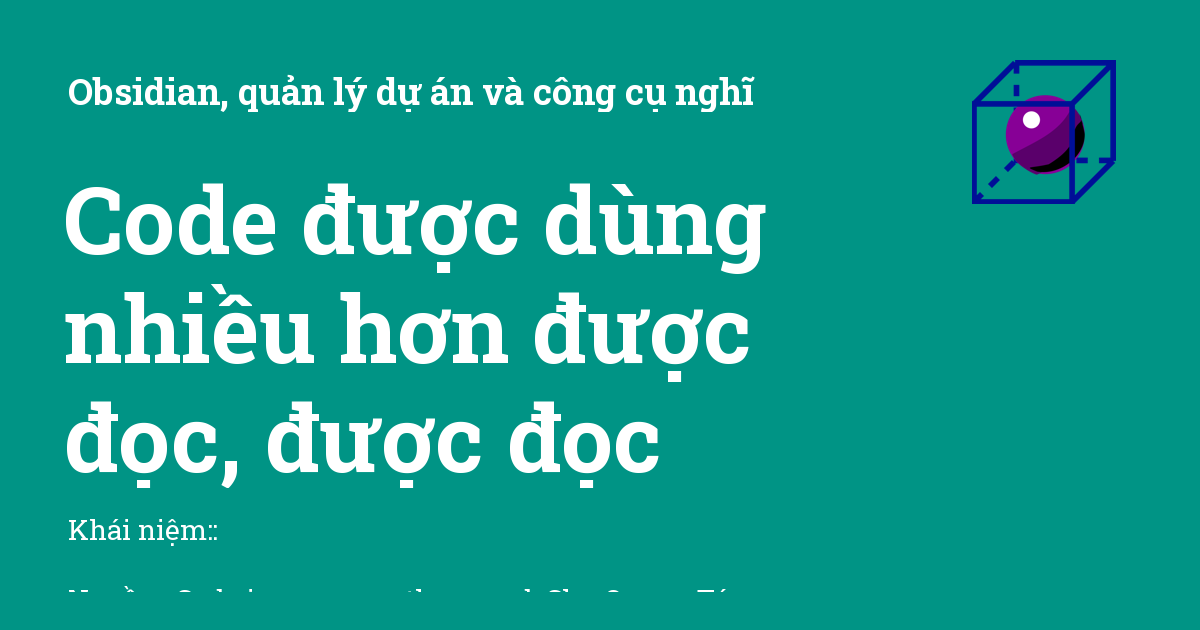 Obsidian, quản lý dự án và công cụ nghĩ
Code được dùng
nhiều hơn được
đọc, được đọc
Khái niệm::